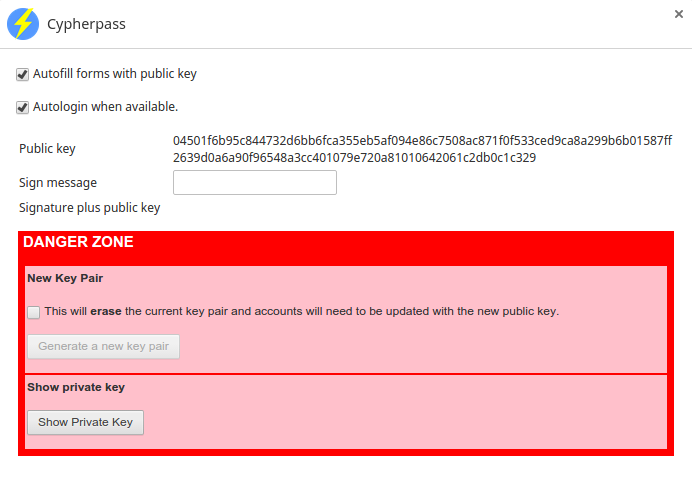 Cypherpass
Autofill forms with public key
Autologin when available.
Public key
04501f6b95c844732d6bb6fca355eb5af094e86c7508ac871f0f533ced9ca8a299b6b01587ff
2639d0a6a90f96548a3cc401079e720a81010642061c2db0c1c329
Sign message
Signature plus public key
DANGER ZONE
New Key Pair
This will erase the current key pair and accounts will need to be updated with the new public key.
Generate a new key pair
Show private key
Show Private Key